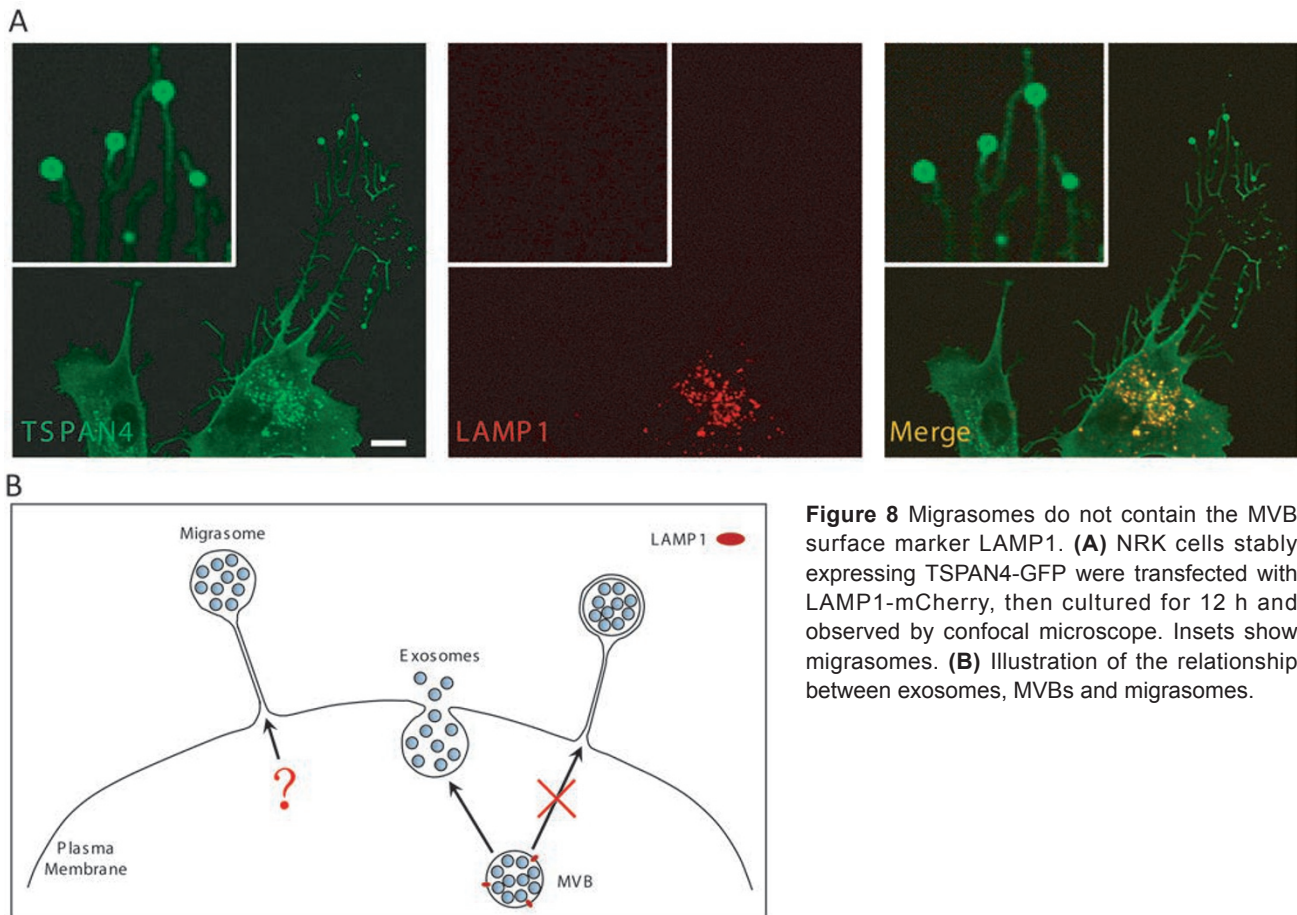 A
TSPAN4
LAMP1
Merge
B
Migrasome
LAMP1
Exosomes
?
Plasma
Membrane
MVB
Figure 8 Migrasomes do not contain the MVB
surface marker LAMP1. (A) NRK cells stably
expressing TSPAN4-GFP were transfected with
LAMP1-mCherry, then cultured for 12 h and
observed by confocal microscope. Insets show
migrasomes. (B) Illustration of the relationship
between exosomes, MVBs and migrasomes.